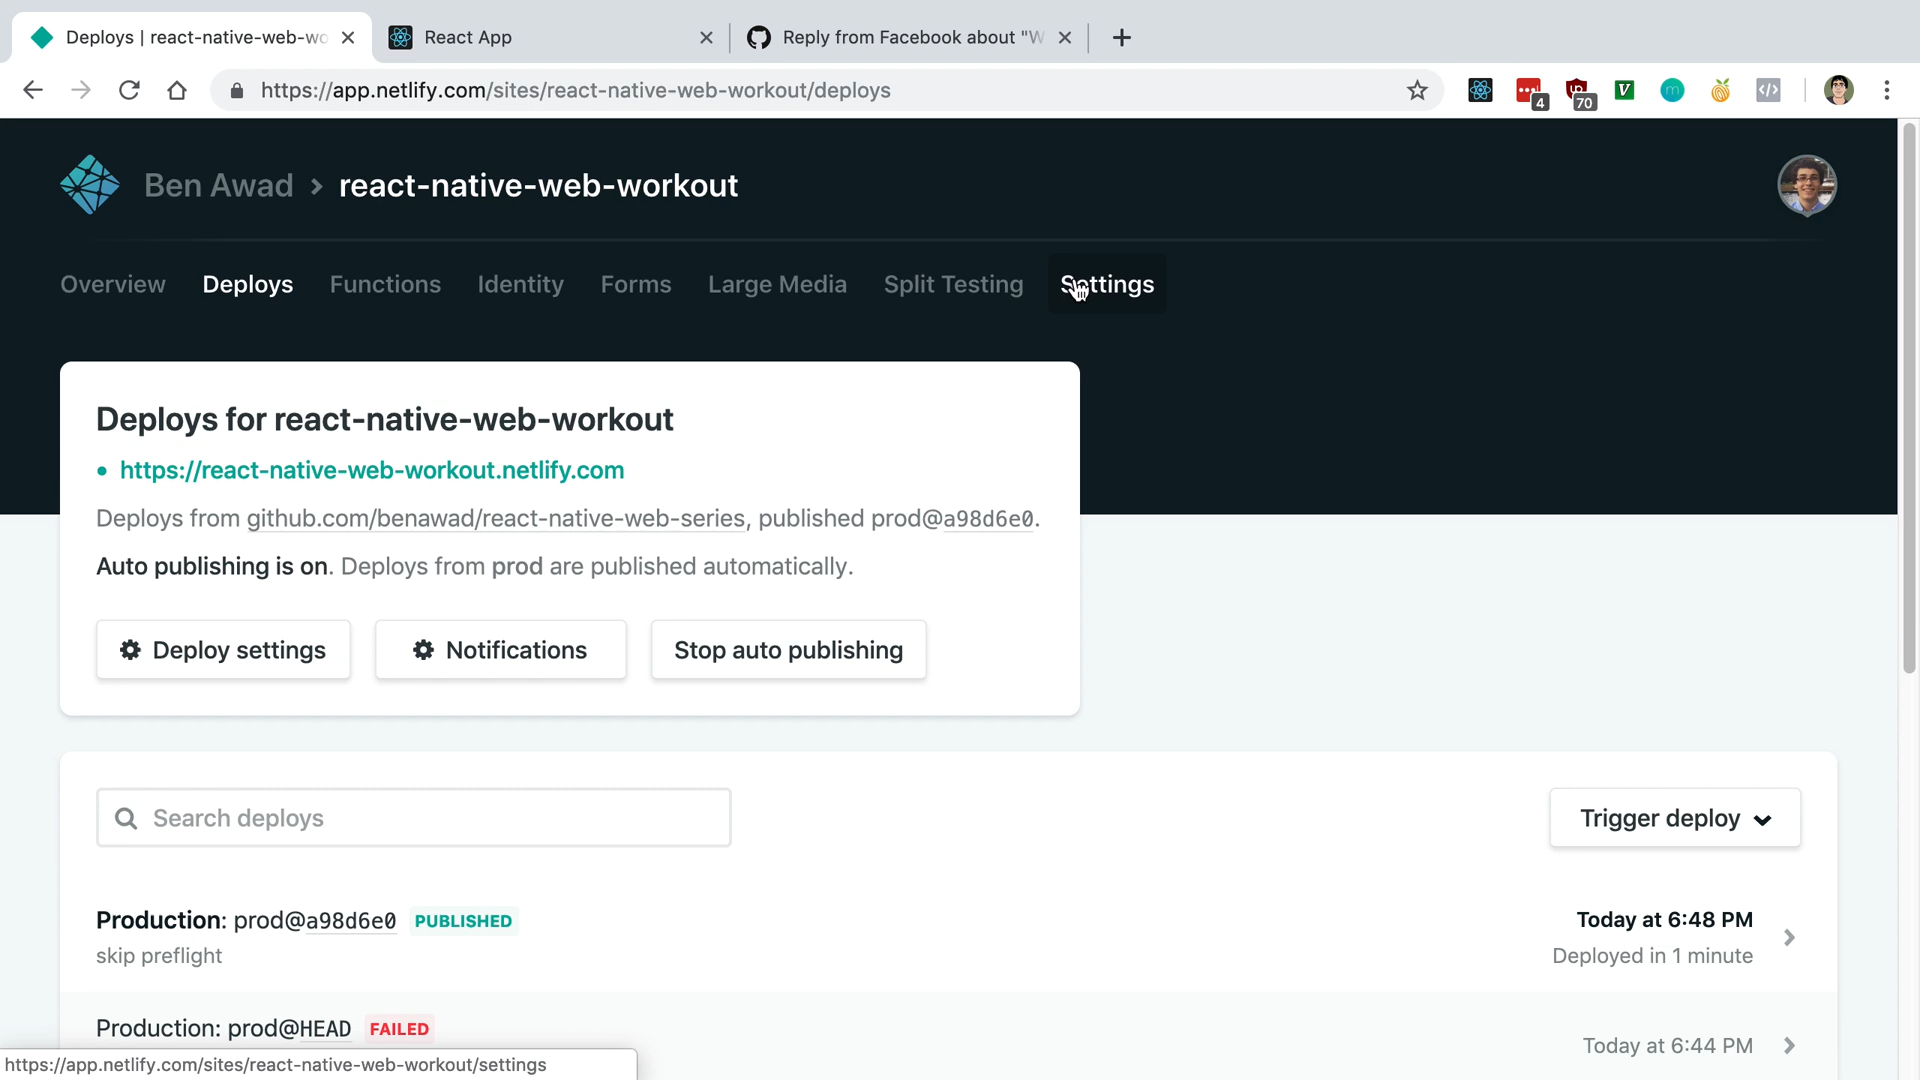 Deploys | react-native-web-wo
React App
Reply from Facebook about "W
https://app.netlify.com/sites/react-native-web-workout/deploys
4
70
Ben Awad > react-native-web-workout
Overview
Deploys
Functions
Identity
Forms
Large Media
Split Testing
Settings
Deploys for react-native-web-workout
• https://react-native-web-workout.netlify.com
Deploys from github.com/benawad/react-native-web-series, published prod@a98d6e0.
Auto publishing is on. Deploys from prod are published automatically.
Deploy settings
Notifications
Stop auto publishing
Search deploys
Trigger deploy
Production: prod@a98d6e0 PUBLISHED
Today at 6:48 PM
skip preflight
Deployed in 1 minute
Production: prod@HEAD FAILED
Today at 6:44 PM
https://app.netlify.com/sites/react-native-web-workout/settings